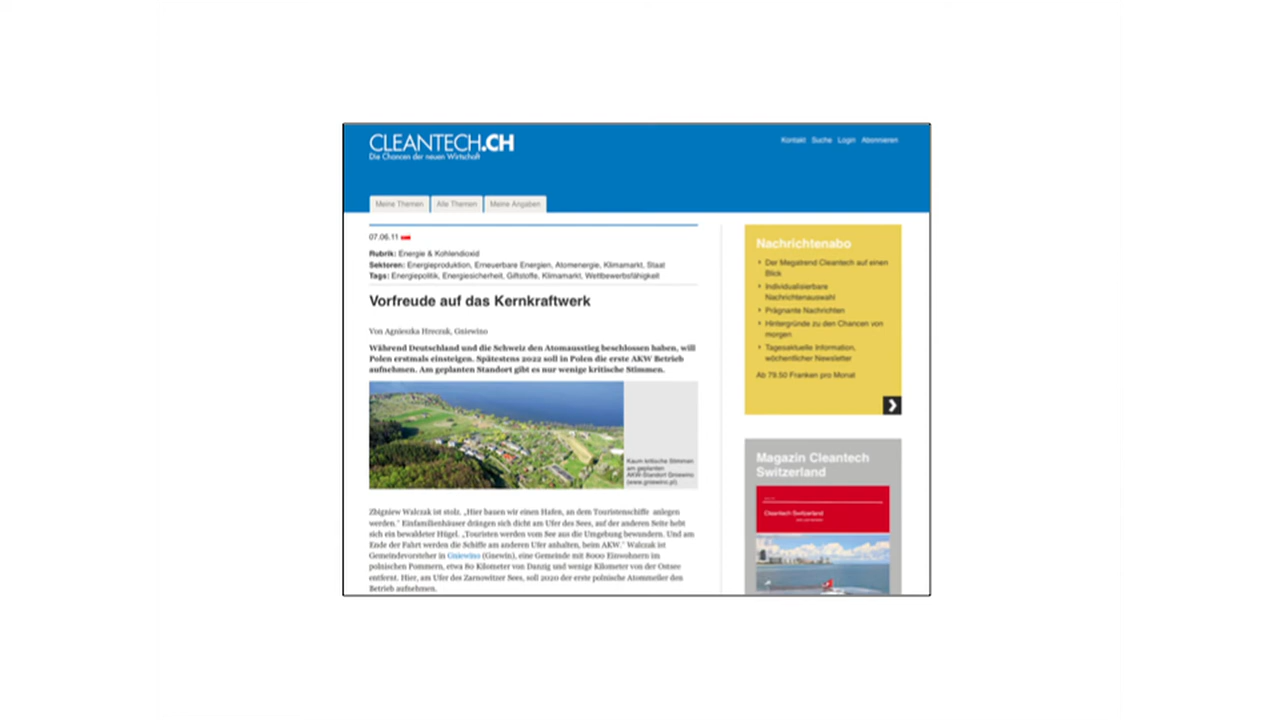 CLEANTECH.CH
Die Chancen der neuen Wirtschaft
Kontakt Suche Login Abonnieren
Meine Themen Alle Themen Meine Angaben
07.06.11
Rubrik: Energie & Kohlendioxid
Sektoren: Energieproduktion, Erneuerbare Energien, Atomenergie, Klimamarkt, Staat
Tags: Energiepolitik, Energiesicherheit, Giftstoffe, Klimamarkt, Wettbewerbsfähigkeit
Vorfreude auf das Kernkraftwerk
Von Agnieszka Hreczuk, Gniewino
Während Deutschland und die Schweiz den Atomausstieg beschlossen haben, will
Polen erstmals einsteigen. Spätestens 2022 soll in Polen die erste AKW Betrieb
aufnehmen. Am geplanten Standort gibt es nur wenige kritische Stimmen.
Kaum kritische Stimmen
am geplanten
AKW-Standort Gniewino
(www.gniewino.pl)
Zbigniew Walczak ist stolz. „Hier bauen wir einen Hafen, an dem Touristenschiffe anlegen
werden." Einfamilienhäuser drängen sich dicht am Ufer des Sees, auf der anderen Seite hebt
sich ein bewaldeter Hügel. „Touristen werden vom See aus die Umgebung bewundern. Und am
Ende der Fahrt werden die Schiffe am anderen Ufer anhalten, beim AKW." Walczak ist
Gemeindevorsteher in Gniewino (Gnewin), eine Gemeinde mit 8000 Einwohnern im
polnischen Pommern, etwa 80 Kilometer von Danzig und wenige Kilometer von der Ostsee
entfernt. Hier, am Ufer des Zarnowitzer Sees, soll 2020 der erste polnische Atommeiler den
Betrieb aufnehmen.
Nachrichtenabo
Der Megatrend Cleantech auf einen
Blick
Individualisierbare
Nachrichtenauswahl
Prägnante Nachrichten
Hintergründe zu den Chancen von
morgen
Tagesaktuelle Information,
wöchentlicher Newsletter
Ab 79.50 Franken pro Monat
Magazin Cleantech
Switzerland
Cleantech Switzerland